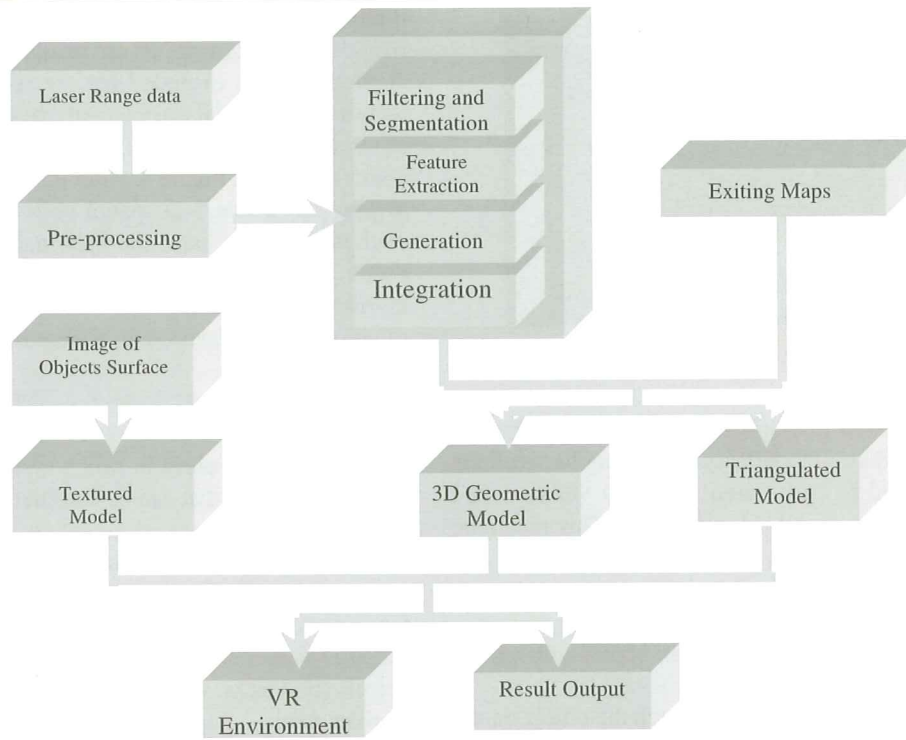 Laser Range data
Pre-processing
Filtering and
Segmentation
Feature
Extraction
Generation
Integration
Exiting Maps
Image of
Objects Surface
Textured
Model
3D Geometric
Model
Triangulated
Model
VR
Environment
Result Output